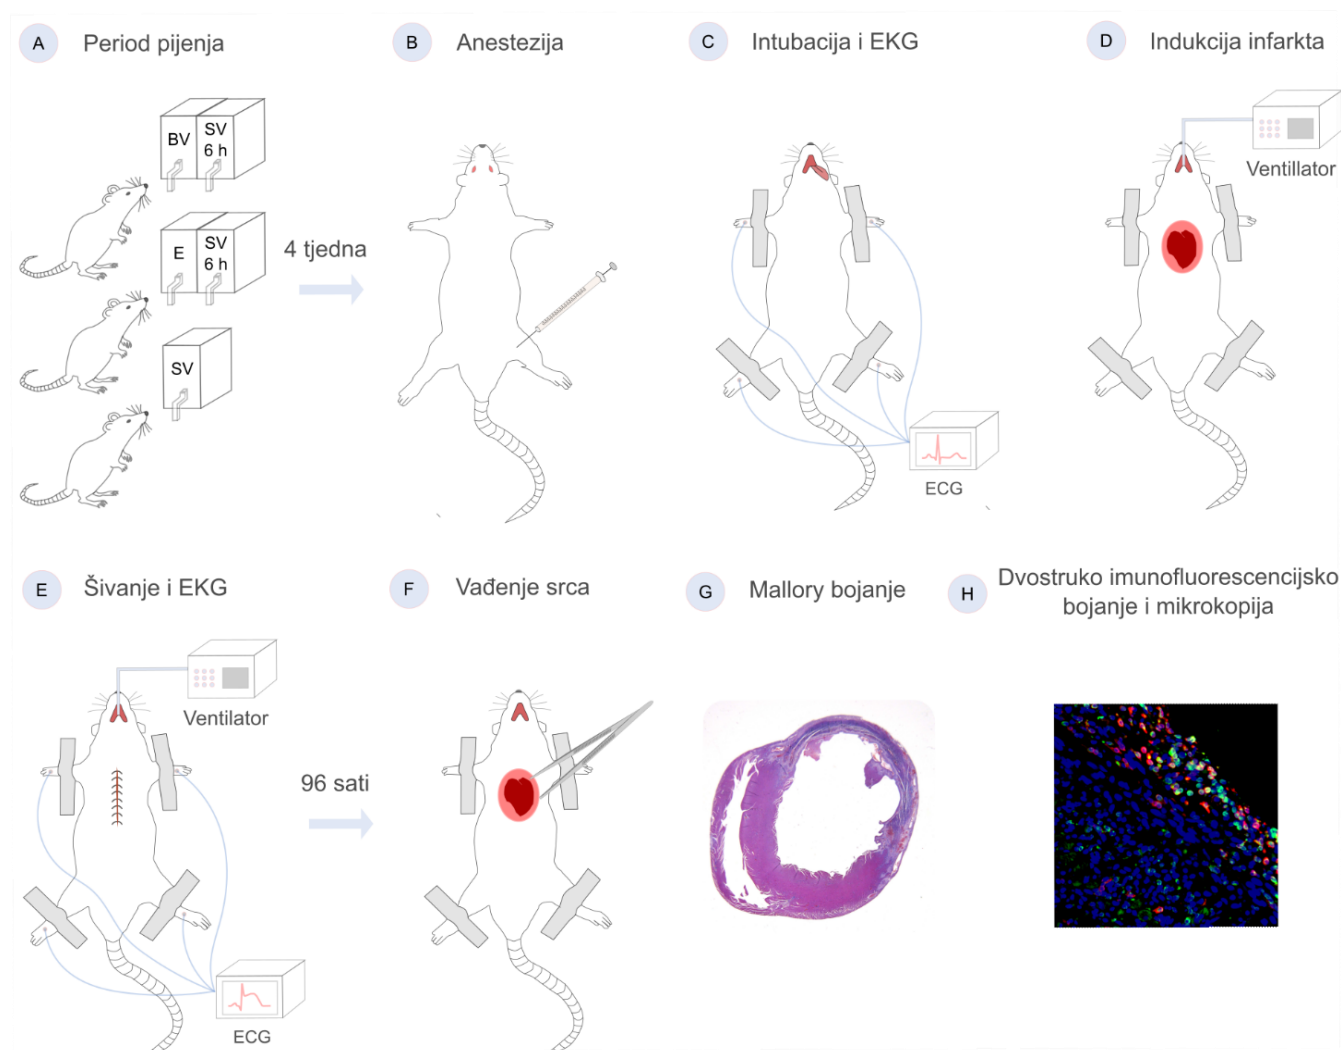 A Period pijenja
B Anestezija
C Intubacija i EKG
D Indukcija infarkta
BV
SV
6 h
E
SV
6 h
SV
4 tjedna
ECG
Ventillator
E Šivanje i EKG
F Vađenje srca
G Mallory bojanje
H Dvostruko imunofluorescencijsko
bojanje i mikrokopija
Ventilator
96 sati
ECG